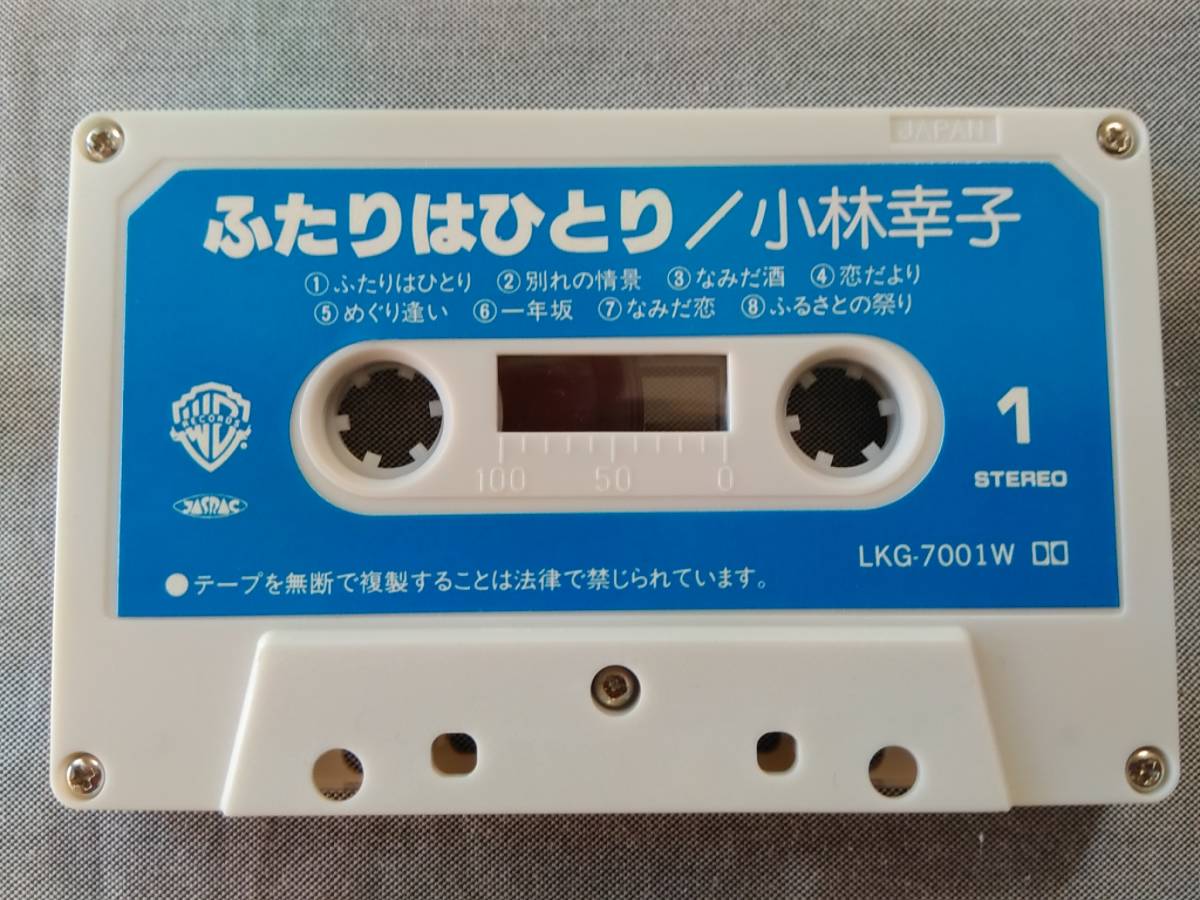 JAPAN
ふたりはひとり/小林幸子
①ふたりはひとり ②別れの情景 ③なみだ酒 ④恋だより
⑤めぐり逢い ⑥一年坂 ⑦なみだ恋 ⑧ふるさとの祭り
WB
RECORDS
®
JASRAC
1
STEREO
100 50 0
LKG-7001W
●テープを無断で複製することは法律で禁じられています。